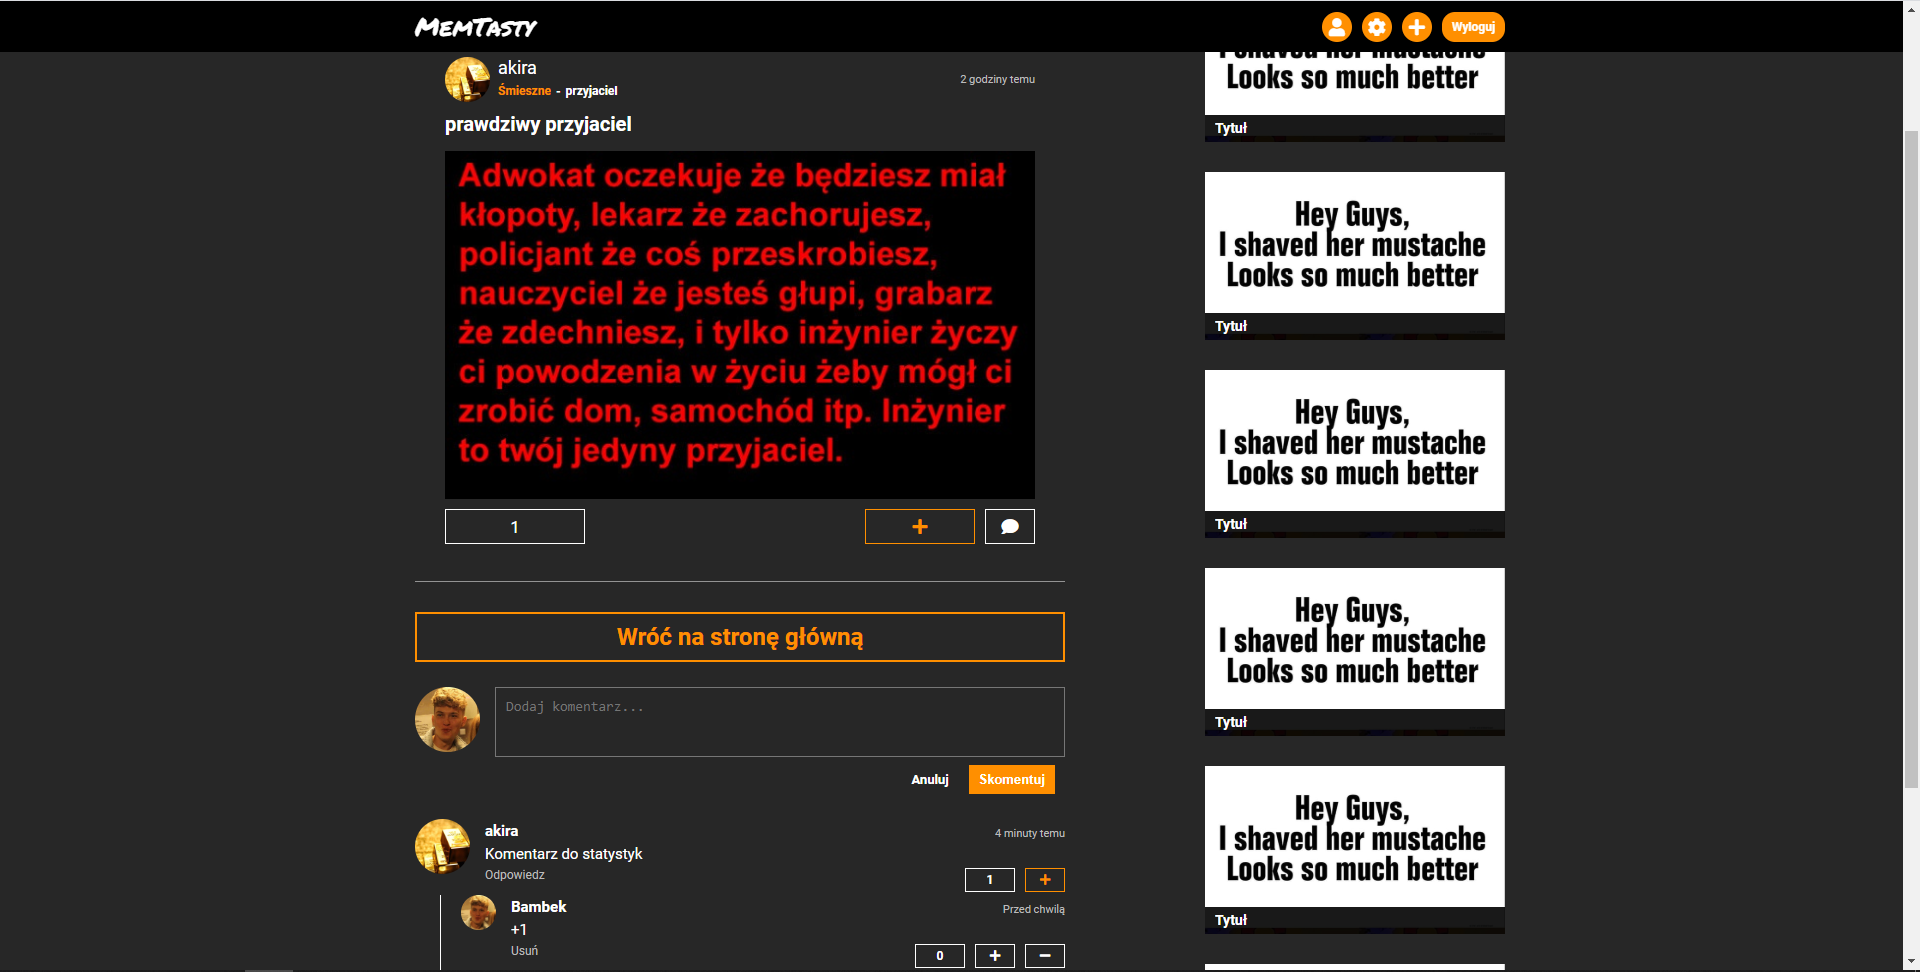 MemTasty
Wyloguj
akira
Śmieszne - przyjaciel
2 godziny temu
prawdziwy przyjaciel
Adwokat oczekuje że będziesz miał
kłopoty, lekarz że zachorujesz,
policjant że coś przeskrobiesz,
nauczyciel że jesteś głupi, grabarz
że zdechniesz, i tylko inżynier życzy
ci powodzenia w życiu żeby mógł ci
zrobić dom, samochód itp. Inżynier
to twój jedyny przyjaciel.
1
Wróć na stronę główną
Dodaj komentarz...
Anuluj
Skomentuj
akira
4 minuty temu
Komentarz do statystyk
Odpowiedz
1
Bambek
Przed chwilą
+1
Usuń
0
I shaved her mustache
Looks so much better
Tytuł
Hey Guys,
I shaved her mustache
Looks so much better
Tytuł
Hey Guys,
I shaved her mustache
Looks so much better
Tytuł
Hey Guys,
I shaved her mustache
Looks so much better
Tytuł
Hey Guys,
I shaved her mustache
Looks so much better
Tytuł